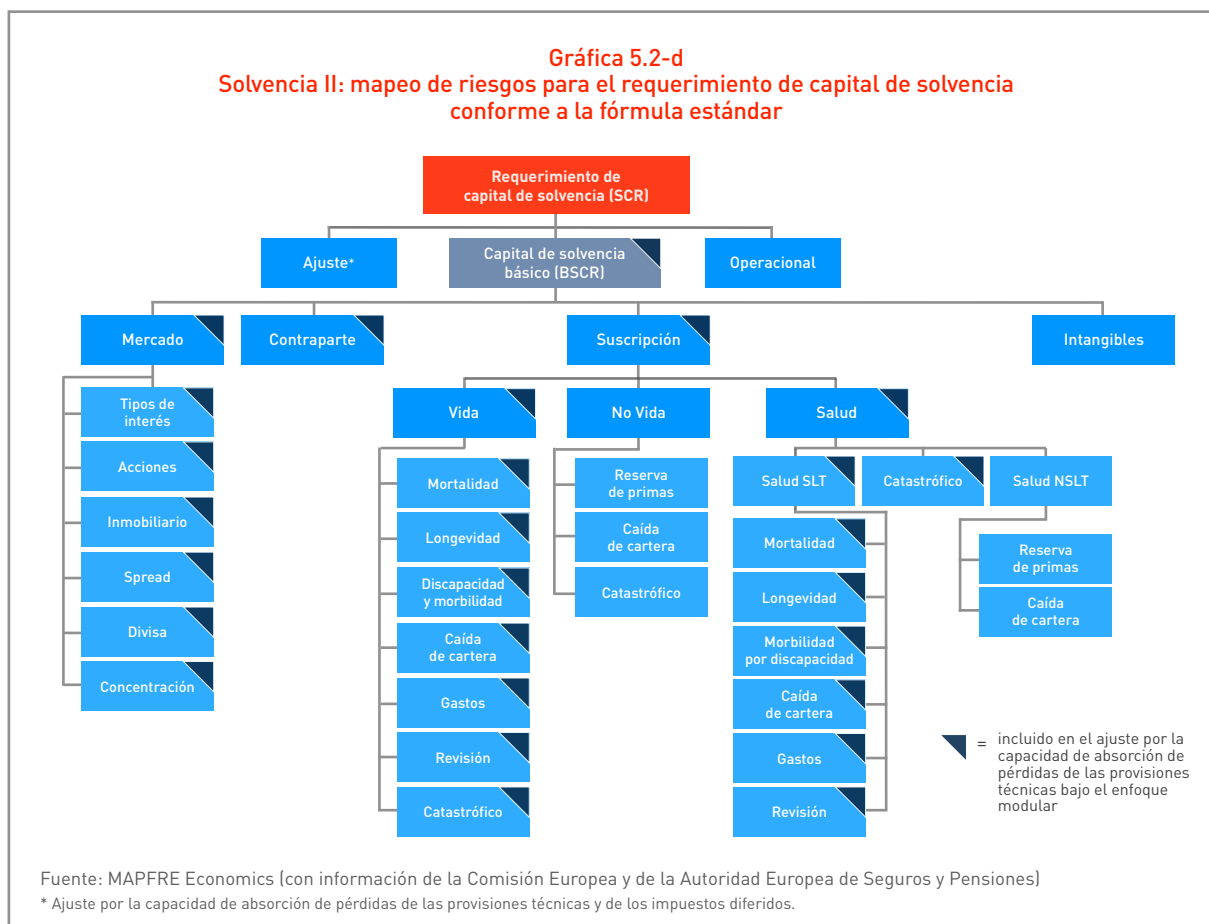 Gráfica 5.2-d
Solvencia II: mapeo de riesgos para el requerimiento de capital de solvencia
conforme a la fórmula estándar
Requerimiento de
capital de solvencia (SCR)
Ajuste*
Capital de solvencia
básico (BSCR)
Operacional
Mercado
Contraparte
Suscripción
Intangibles
Tipos de
interés
Acciones
Inmobiliario
Spread
Divisa
Concentración
Vida
Mortalidad
Longevidad
Discapacidad
y morbilidad
Caída
de cartera
Gastos
Revisión
Catastrófico
No Vida
Reserva
de primas
Caída
de cartera
Catastrófico
Salud
Salud SLT
Catastrófico
Salud NSLT
Mortalidad
Longevidad
Morbilidad
por discapacidad
Caída
de cartera
Gastos
Revisión
Reserva
de primas
Caída
de cartera
= incluido en el ajuste por la
capacidad de absorción de
pérdidas de las provisiones
técnicas bajo el enfoque
modular
Fuente: MAPFRE Economics (con información de la Comisión Europea y de la Autoridad Europea de Seguros y Pensiones)
* Ajuste por la capacidad de absorción de pérdidas de las provisiones técnicas y de los impuestos diferidos.